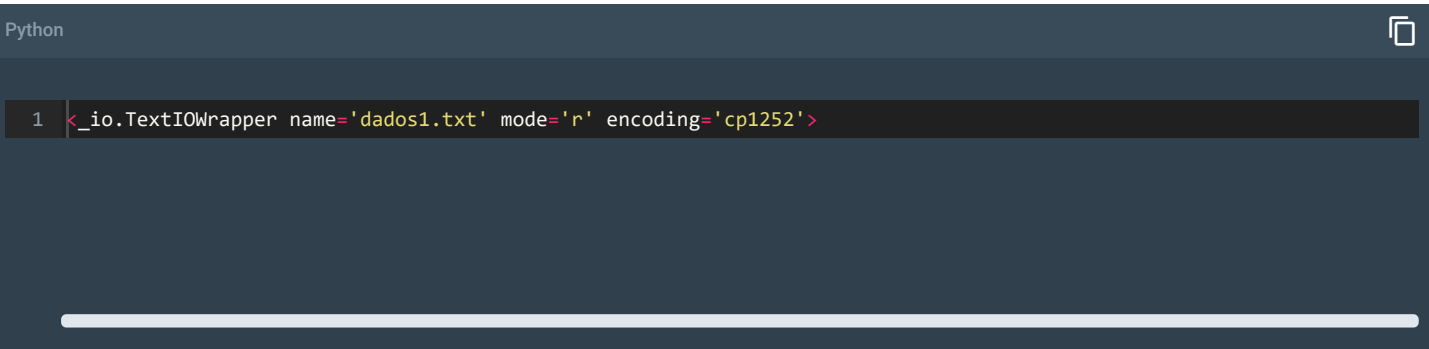 Python
1 <_io.TextIOWrapper name='dados1.txt' mode='r' encoding='cp1252'>